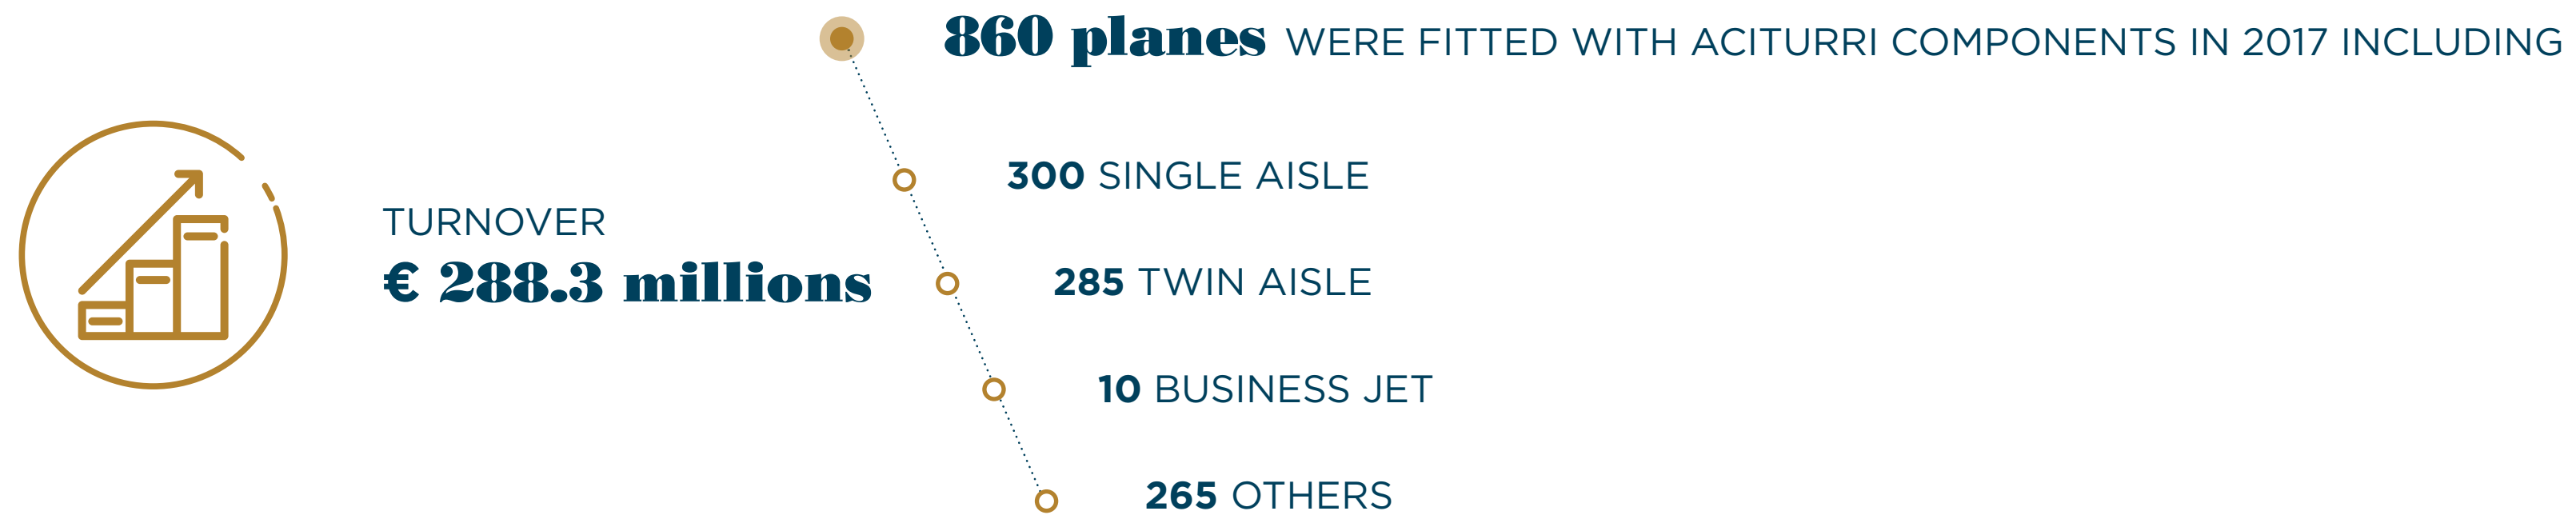 TURNOVER
€ 288.3 millions
860 planes WERE FITTED WITH ACITURRI COMPONENTS IN 2017 INCLUDING
300 SINGLE AISLE
285 TWIN AISLE
10 BUSINESS JET
265 OTHERS